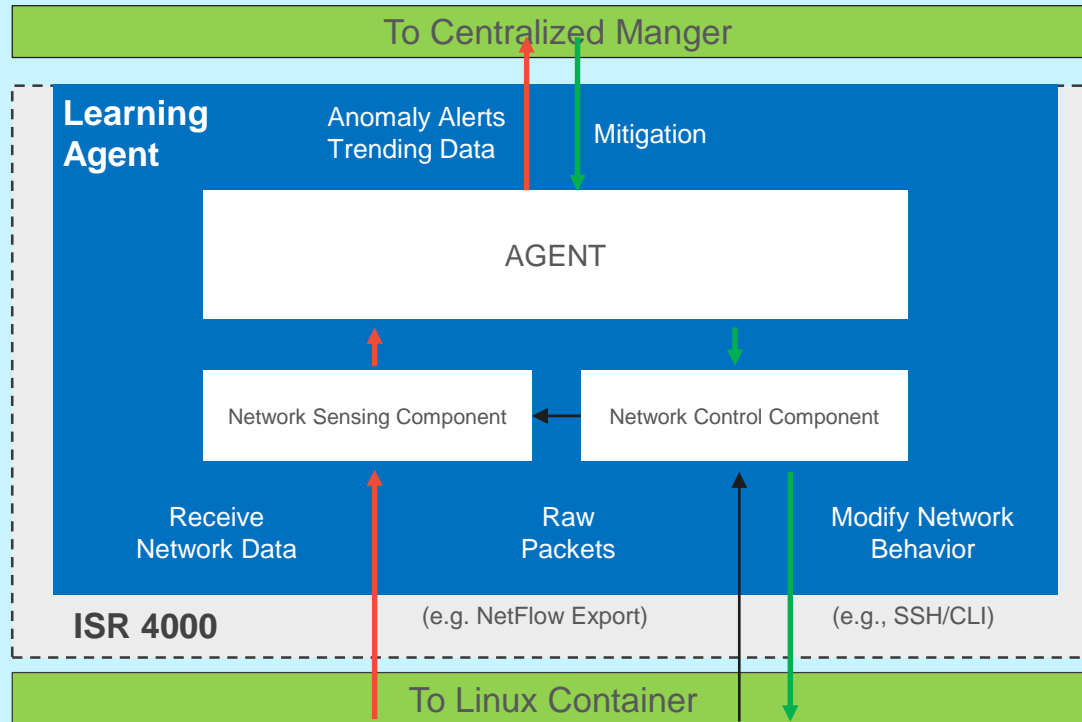 To Centralized Manger
Learning
Agent
Anomaly Alerts
Trending Data
Mitigation
AGENT
Network Sensing Component
Network Control Component
Receive
Network Data
Raw
Packets
Modify Network
Behavior
ISR 4000
(e.g. NetFlow Export)
(e.g., SSH/CLI)
To Linux Container